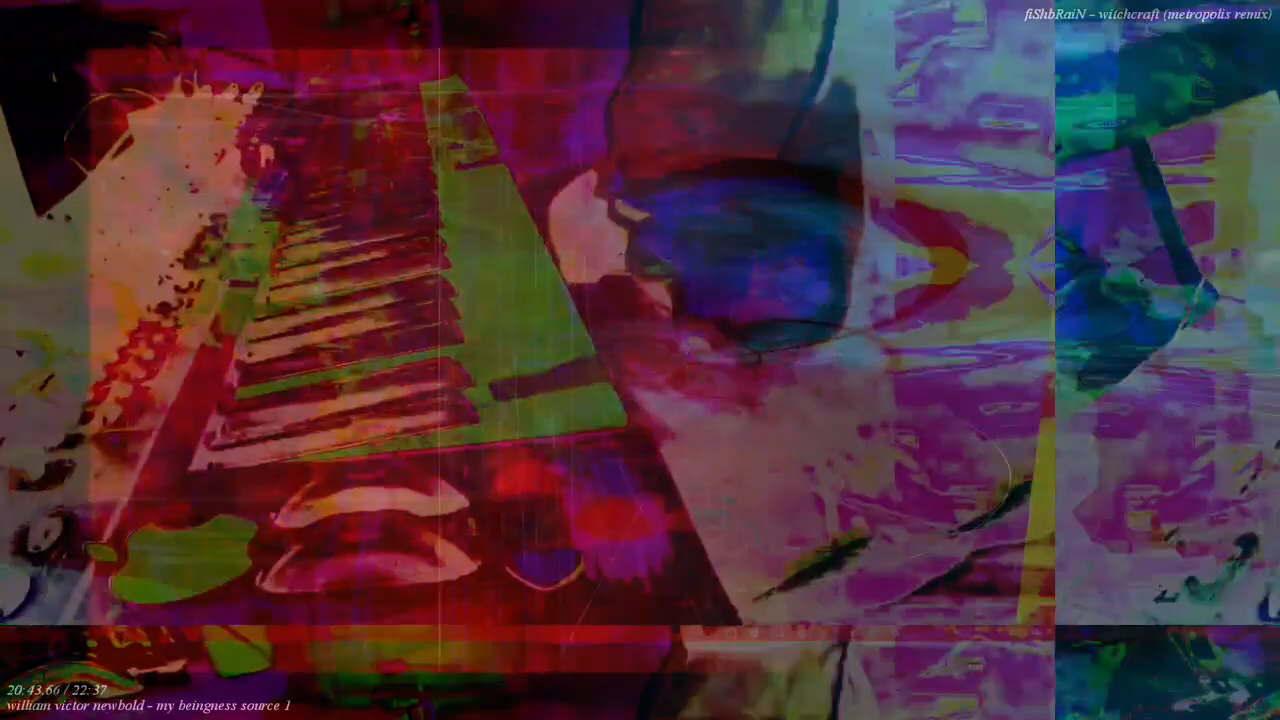 fiShbRaiN - witchcraft (metropolis remix)
20:43.66 / 22:37
william victor newbold - my beingness source 1